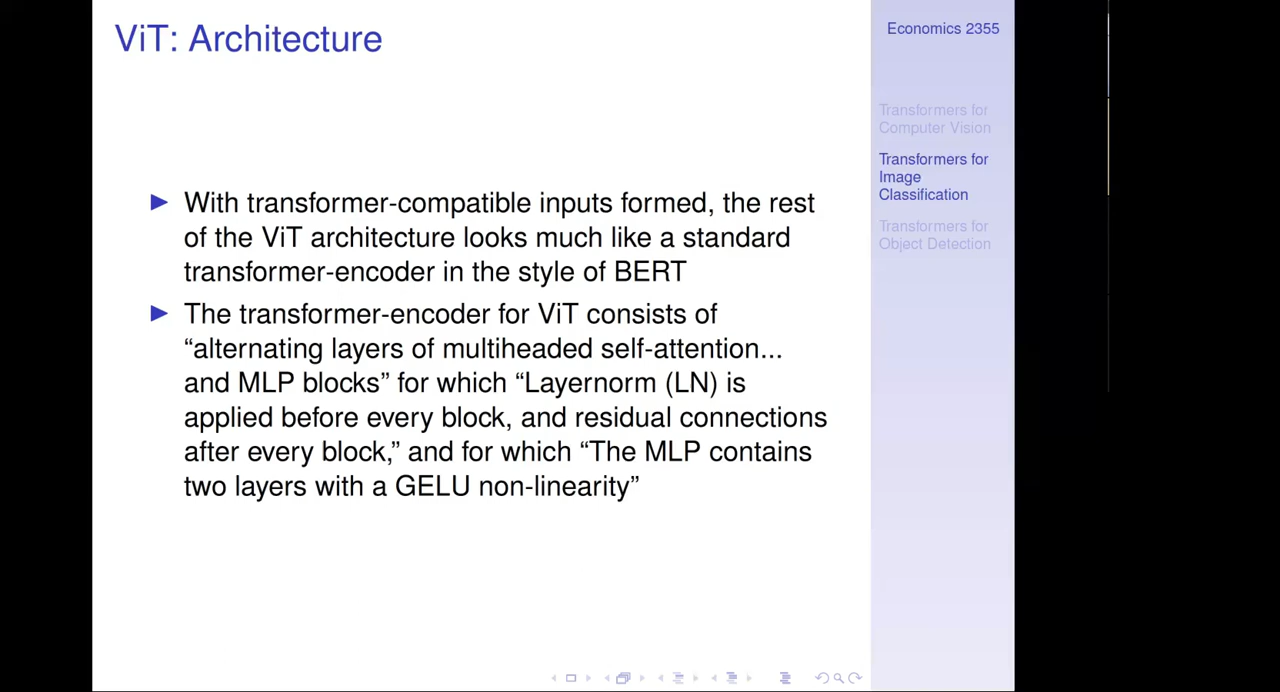 ViT: Architecture
With transformer-compatible inputs formed, the rest
of the ViT architecture looks much like a standard
transformer-encoder in the style of BERT
The transformer-encoder for ViT consists of
“alternating layers of multiheaded self-attention...
and MLP blocks” for which “Layernorm (LN) is
applied before every block, and residual connections
after every block,” and for which “The MLP contains
two layers with a GELU non-linearity”
Economics 2355
Transformers for
Computer Vision
Transformers for
Image
Classification
Transformers for
Object Detection